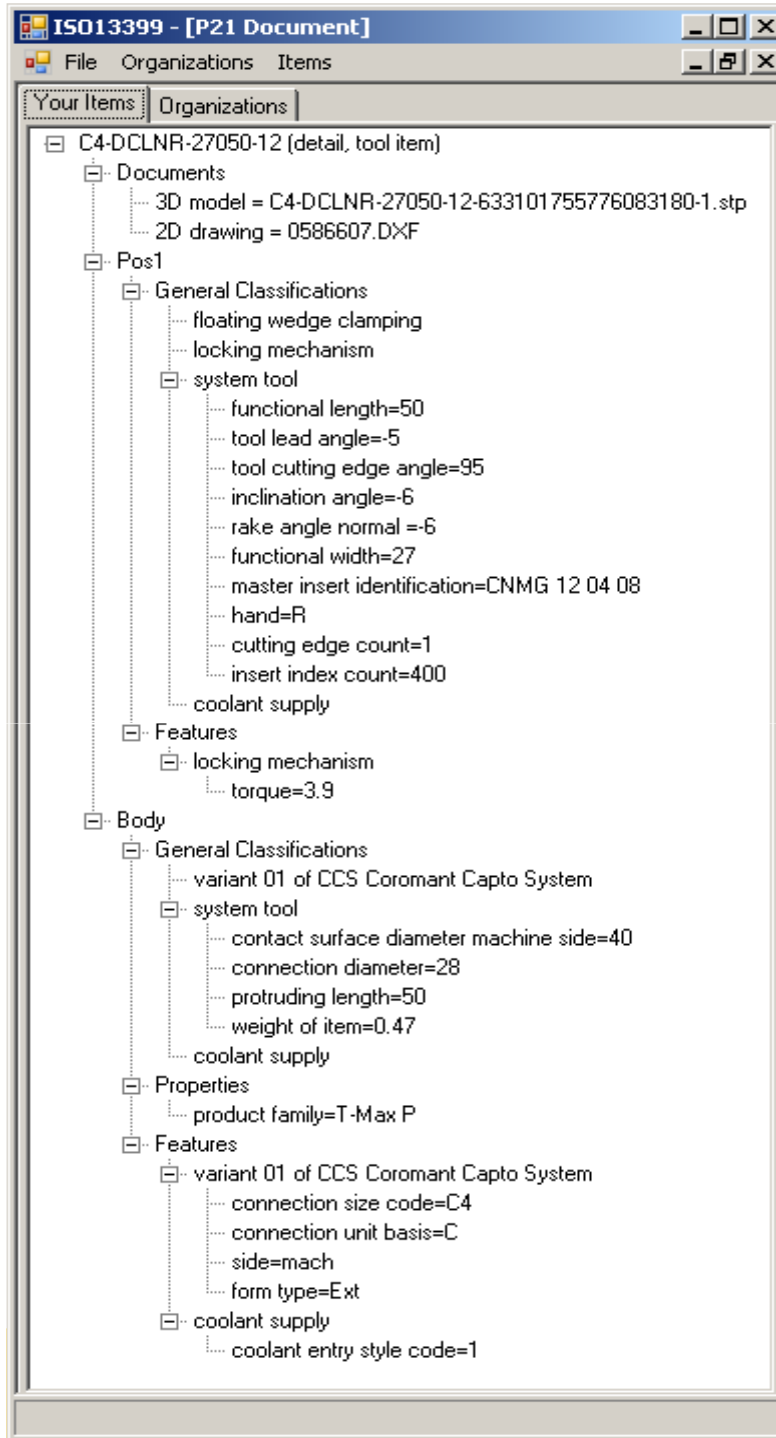 ISO13399 - [P21 Document]
File Organizations Items
Your Items Organizations
C4-DCLNR-27050-12 (detail, tool item)
Documents
3D model = C4-DCLNR-27050-12-633101755776083180-1.stp
2D drawing = 0586607.DXF
Pos1
General Classifications
floating wedge clamping
locking mechanism
system tool
functional length=50
tool lead angle=-5
tool cutting edge angle=95
inclination angle=-6
rake angle normal =-6
functional width=27
master insert identification=CNMG 12 04 08
hand=R
cutting edge count=1
insert index count=400
coolant supply
Features
locking mechanism
torque=3.9
Body
General Classifications
variant 01 of CCS Coromant Capto System
system tool
contact surface diameter machine side=40
connection diameter=28
protruding length=50
weight of item=0.47
coolant supply
Properties
product family=T-Max P
Features
variant 01 of CCS Coromant Capto System
connection size code=C4
connection unit basis=C
side=mach
form type=Ext
coolant supply
coolant entry style code=1